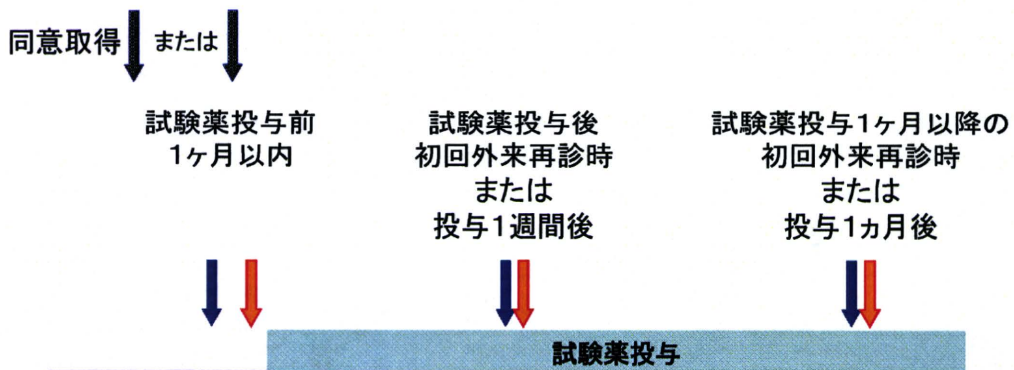 同意取得 または
試験薬投与前
1ヶ月以内
試験薬投与後
初回外来再診時
または
投与1週間後
試験薬投与1ヶ月以降の
初回外来再診時
または
投与1ヵ月後
試験薬投与